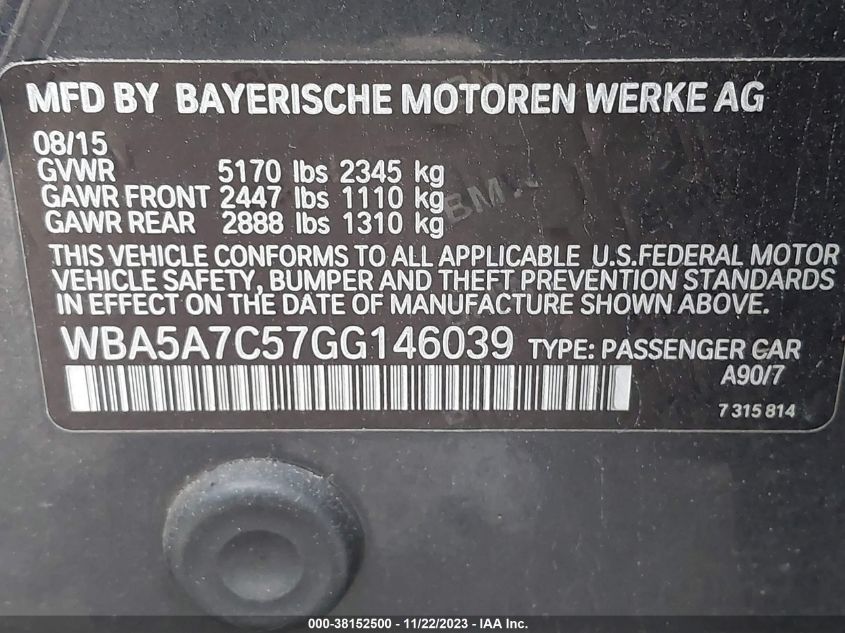 MFD BY BAYERISCHE MOTOREN WERKE AG
08/15
GVWR 5170 lbs 2345 kg
GAWR FRONT 2447 lbs 1110 kg
GAWR REAR 2888 lbs 1310 kg
THIS VEHICLE CONFORMS TO ALL APPLICABLE U.S.FEDERAL MOTOR
VEHICLE SAFETY, BUMPER AND THEFT PREVENTION STANDARDS
IN EFFECT ON THE DATE OF MANUFACTURE SHOWN ABOVE.
WBA5A7C57GG146039 TYPE: PASSENGER CAR
A90/7
7 315 814
000-38152500 - 11/22/2023 - IAA Inc.